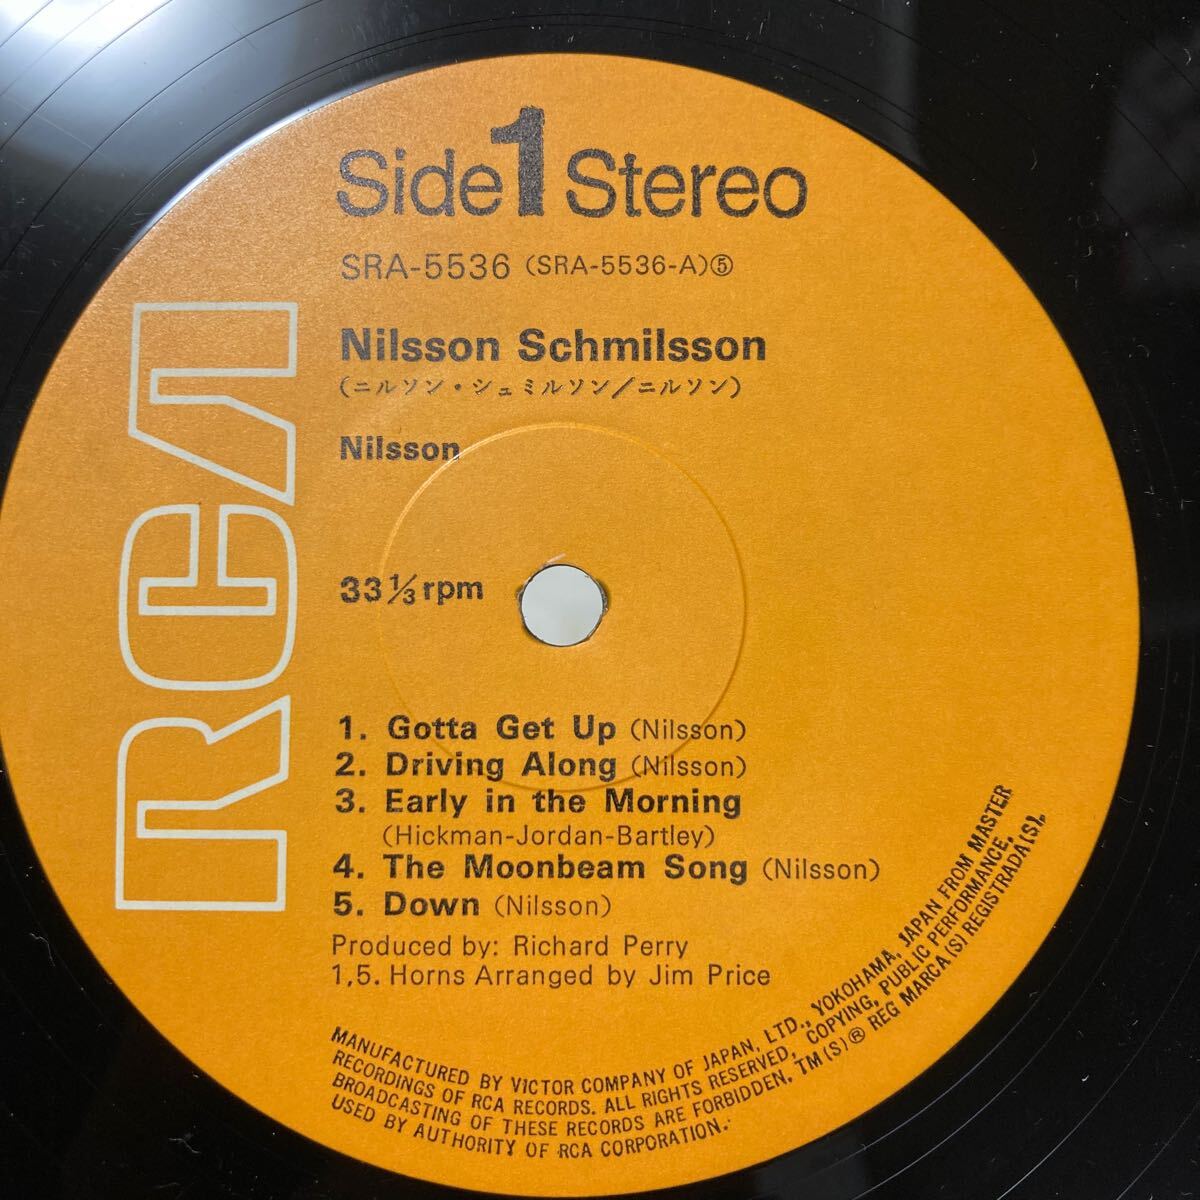 Side 1 Stereo
SRA-5536 (SRA-5536-A)⑤
Nilsson Schmilsson
(ニルソン・シュミルソン/ニルソン)
Nilsson
RCA
33 1/3 rpm
1. Gotta Get Up (Nilsson)
2. Driving Along (Nilsson)
3. Early in the Morning
(Hickman-Jordan-Bartley)
4. The Moonbeam Song (Nilsson)
5. Down (Nilsson)
Produced by: Richard Perry
1,5. Horns Arranged by Jim Price
MANUFACTURED BY VICTOR COMPANY OF JAPAN, LTD., YOKOHAMA, JAPAN FROM MASTER
RECORDINGS OF RCA RECORDS. ALL RIGHTS RESERVED, COPYING, PUBLIC PERFORMANCE,
BROADCASTING OF THESE RECORDS ARE FORBIDDEN. TM(S)® REG MARCA(S) REGISTRADA(S).
USED BY AUTHORITY OF RCA CORPORATION.